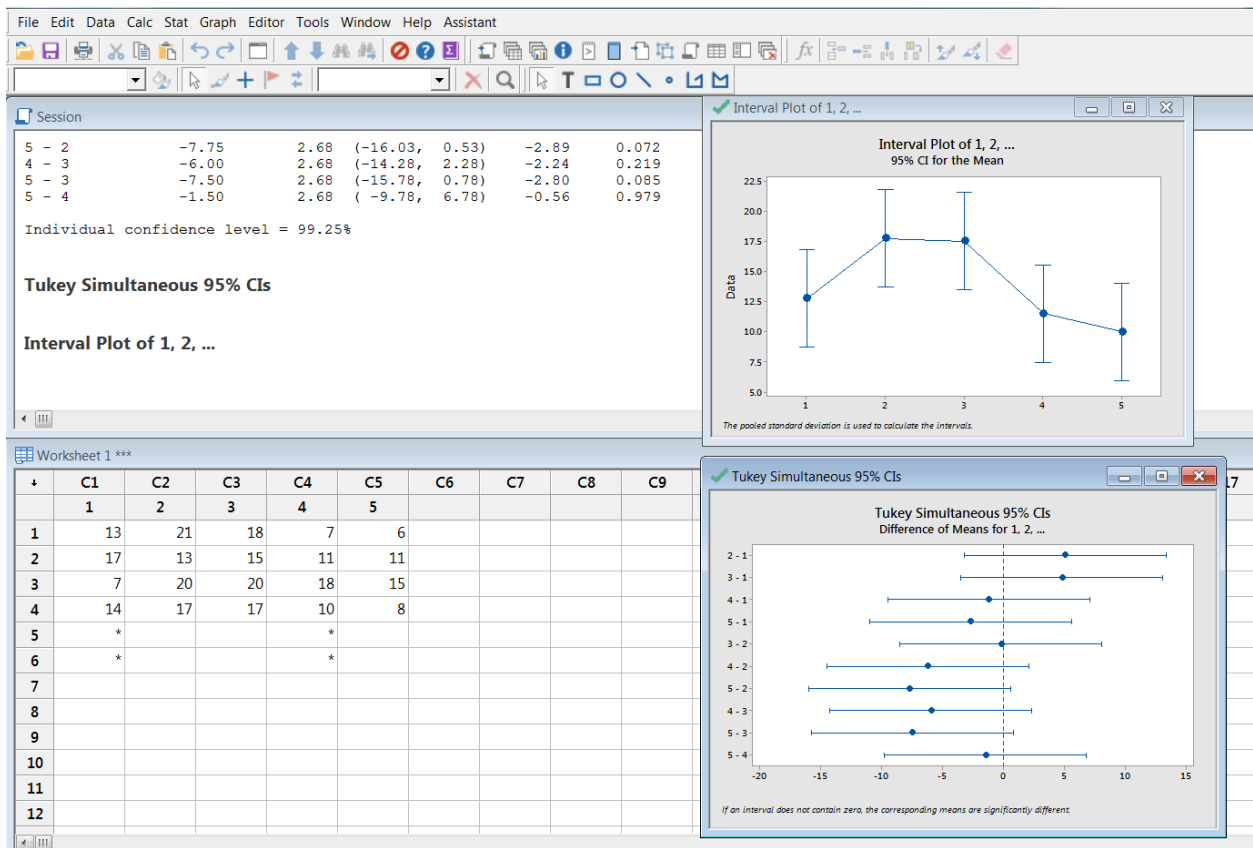 File Edit Data Calc Stat Graph Editor Tools Window Help Assistant
Session
5 - 2 -7.75 2.68 (-16.03, 0.53) -2.89 0.072
4 - 3 -6.00 2.68 (-14.28, 2.28) -2.24 0.219
5 - 3 -7.50 2.68 (-15.78, 0.78) -2.80 0.085
5 - 4 -1.50 2.68 ( -9.78, 6.78) -0.56 0.979
Individual confidence level = 99.25%
Tukey Simultaneous 95% CIs
Interval Plot of 1, 2, ...
Interval Plot of 1, 2, ...
Interval Plot of 1, 2, ...
95% CI for the Mean
22.5
20.0
17.5
15.0
12.5
10.0
7.5
5.0
Data
1 2 3 4 5
The pooled standard deviation is used to calculate the intervals.
Worksheet 1 ***
C1 C2 C3 C4 C5 C6 C7 C8 C9 17
1 2 3 4 5
1 13 21 18 7 6
2 17 13 15 11 11
3 7 20 20 18 15
4 14 17 17 10 8
5 * *
6 * *
7
8
9
10
11
12
Tukey Simultaneous 95% CIs
Tukey Simultaneous 95% CIs
Difference of Means for 1, 2, ...
2 - 1
3 - 1
4 - 1
5 - 1
3 - 2
4 - 2
5 - 2
4 - 3
5 - 3
5 - 4
-20 -15 -10 -5 0 5 10 15
If an interval does not contain zero, the corresponding means are significantly different.